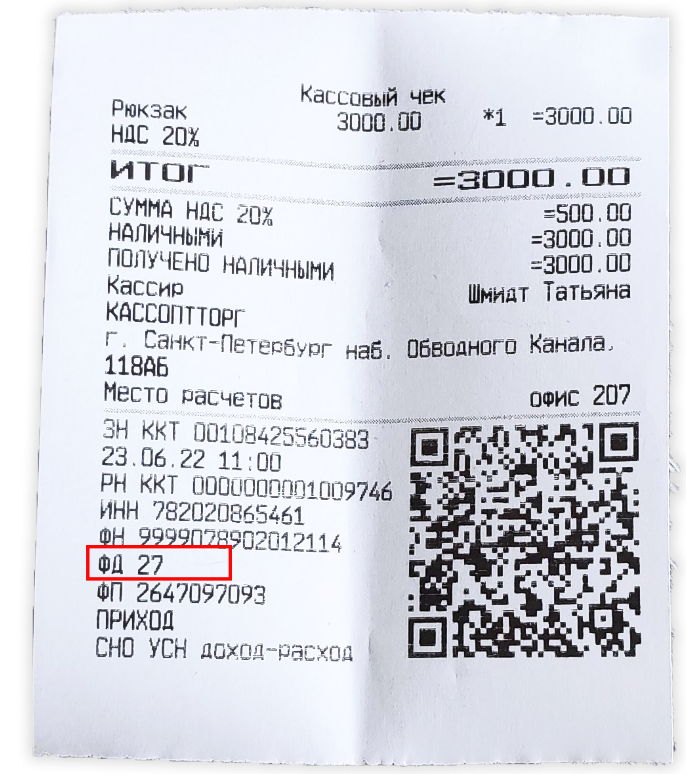 Кассовый чек
Рюкзак 3000.00 *1 =3000.00
НДС 20%
ИТОГ =3000.00
СУММА НДС 20% =500.00
НАЛИЧНЫМИ =3000.00
ПОЛУЧЕНО НАЛИЧНЫМИ =3000.00
Кассир Шмидт Татьяна
КАССОПТТОРГ
г. Санкт-Петербург наб. Обводного Канала,
118АБ
Место расчетов офис 207
ЗН ККТ 00108425560383
23.06.22 11:00
РН ККТ 0000000001009746
ИНН 782020865461
ФН 9999078902012114
ФД 27
ФП 2647097093
ПРИХОД
СНО УСН доход-расход